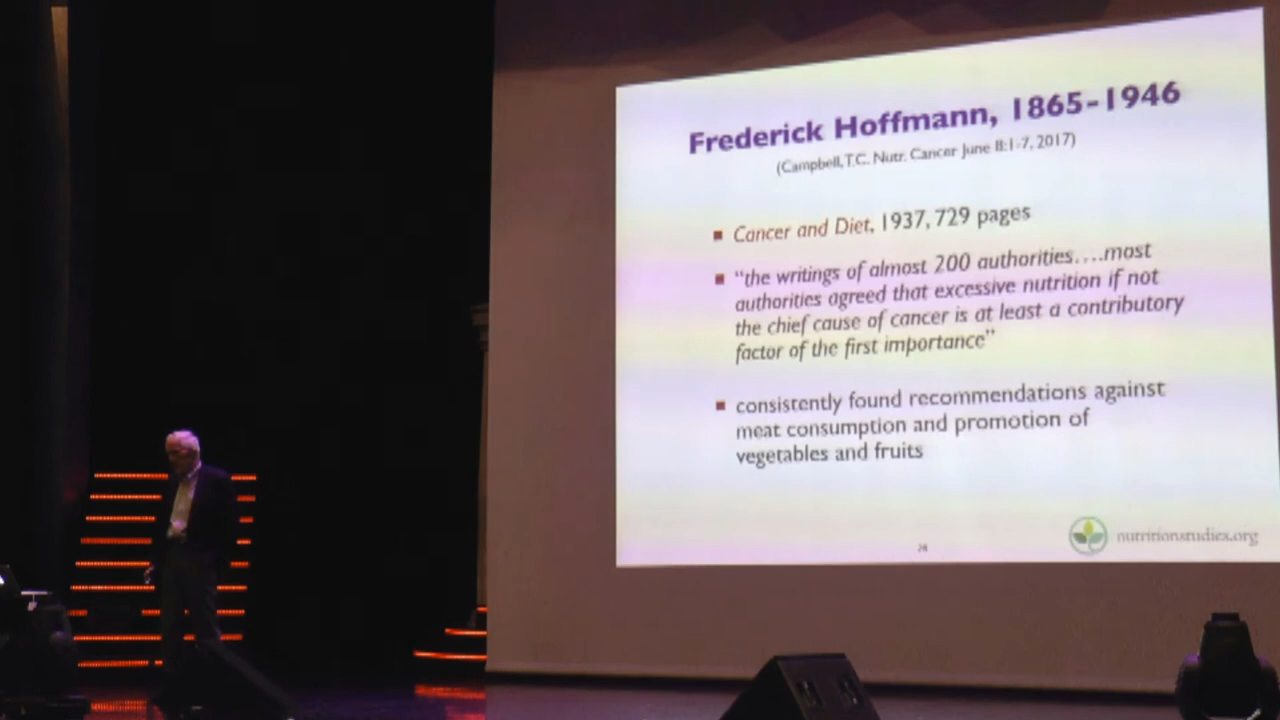 Frederick Hoffmann, 1865-1946
(Campbell, T.C. Nutr. Cancer June 8:1-7, 2017)
▪ Cancer and Diet, 1937, 729 pages
▪ "the writings of almost 200 authorities....most
authorities agreed that excessive nutrition if not
the chief cause of cancer is at least a contributory
factor of the first importance"
▪ consistently found recommendations against
meat consumption and promotion of
vegetables and fruits
nutritionstudies.org